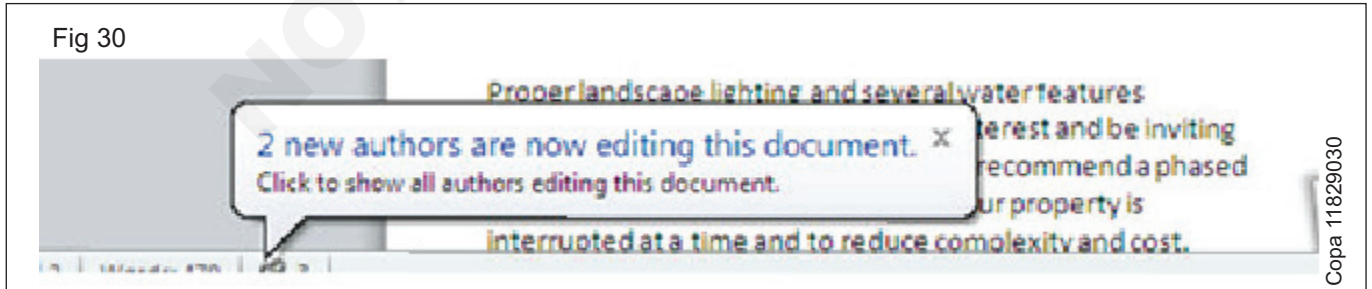 Fig 30
Proper landscape lighting and several water features
2 new authors are now editing this document. ×
terest and be inviting
Click to show all authors editing this document.
recommend a phased
ur property is
interrupted at a time and to reduce complexity and cost.
Words: 3
Copa 11829030